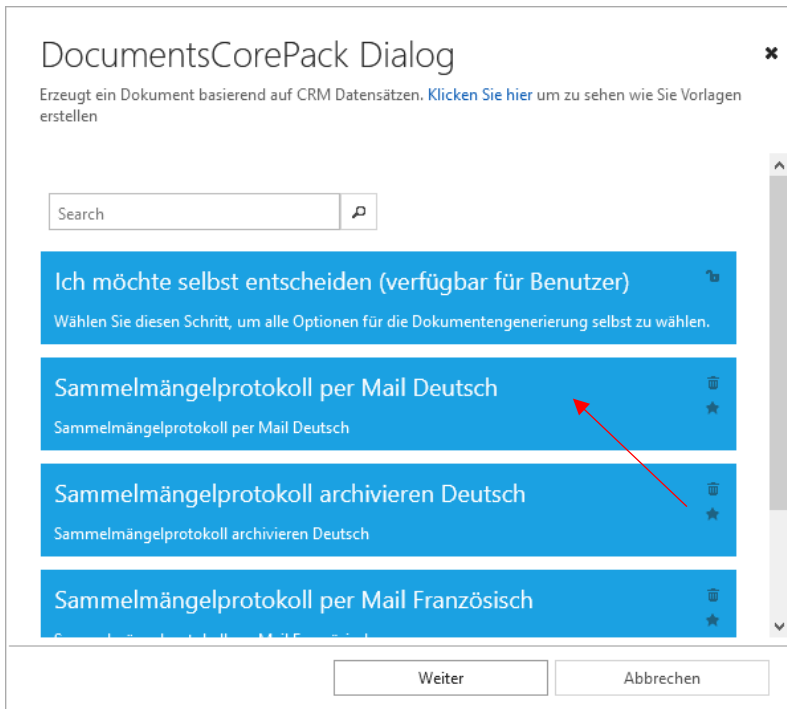 DocumentsCorePack Dialog
Erzeugt ein Dokument basierend auf CRM Datensätzen. Klicken Sie hier um zu sehen wie Sie Vorlagen
erstellen
Search
Ich möchte selbst entscheiden (verfügbar für Benutzer)
Wählen Sie diesen Schritt, um alle Optionen für die Dokumentengenerierung selbst zu wählen.
Sammelmängelprotokoll per Mail Deutsch
Sammelmängelprotokoll per Mail Deutsch
Sammelmängelprotokoll archivieren Deutsch
Sammelmängelprotokoll archivieren Deutsch
Sammelmängelprotokoll per Mail Französisch
Weiter
Abbrechen